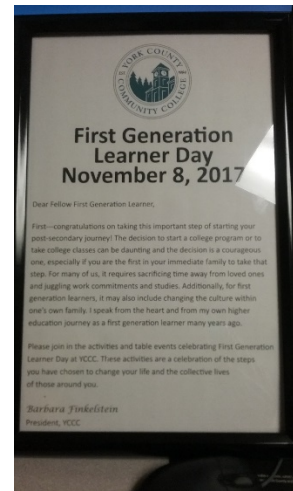 YORK COUNTY
COMMUNITY COLLEGE
First Generation
Learner Day
November 8, 2017
Dear Fellow First Generation Learner,
First—congratulations on taking this important step of starting your
post-secondary journey! The decision to start a college program or to
take college classes can be daunting and the decision is a courageous
one, especially if you are the first in your immediate family to take that
step. For many of us, it requires sacrificing time away from loved ones
and juggling work commitments and studies. Additionally, for first
generation learners, it may also include changing the culture within
one's own family. I speak from the heart and from my own higher
education journey as a first generation learner many years ago.
Please join in the activities and table events celebrating First Generation
Learner Day at YCCC. These activities are a celebration of the steps
you have chosen to change your life and the collective lives
of those around you.
Barbara Finkelstein
President, YCCC